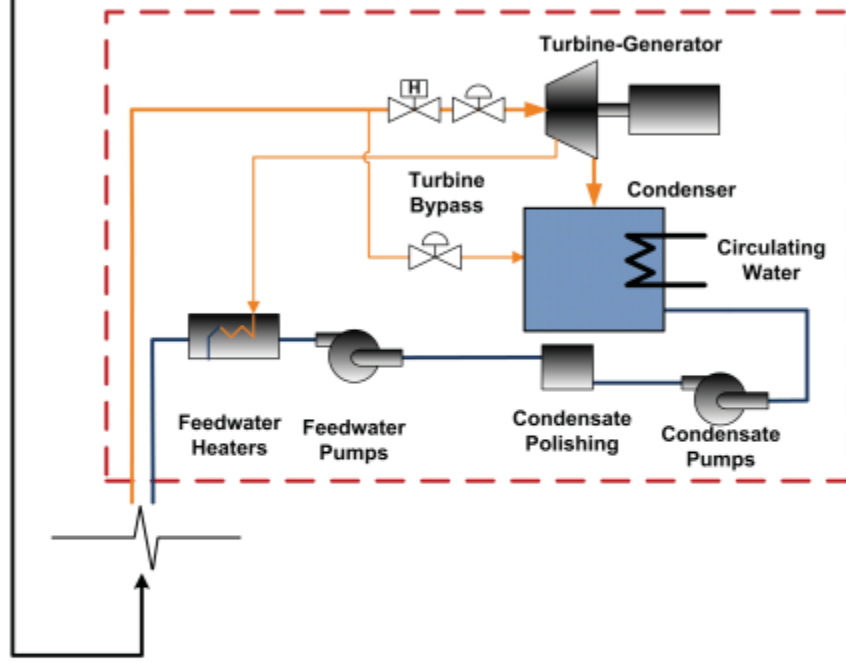 Turbine-Generator
H
Turbine
Bypass
Condenser
Circulating
Water
Feedwater
Heaters
Feedwater
Pumps
Condensate
Polishing
Condensate
Pumps